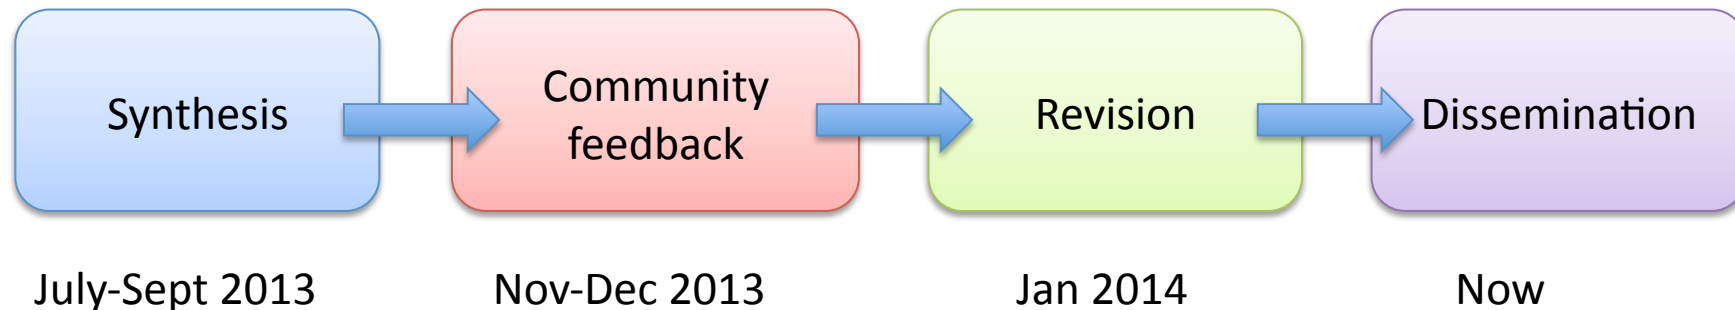 Synthesis
Community
feedback
Revision
Dissemination
July-Sept 2013
Nov-Dec 2013
Jan 2014
Now